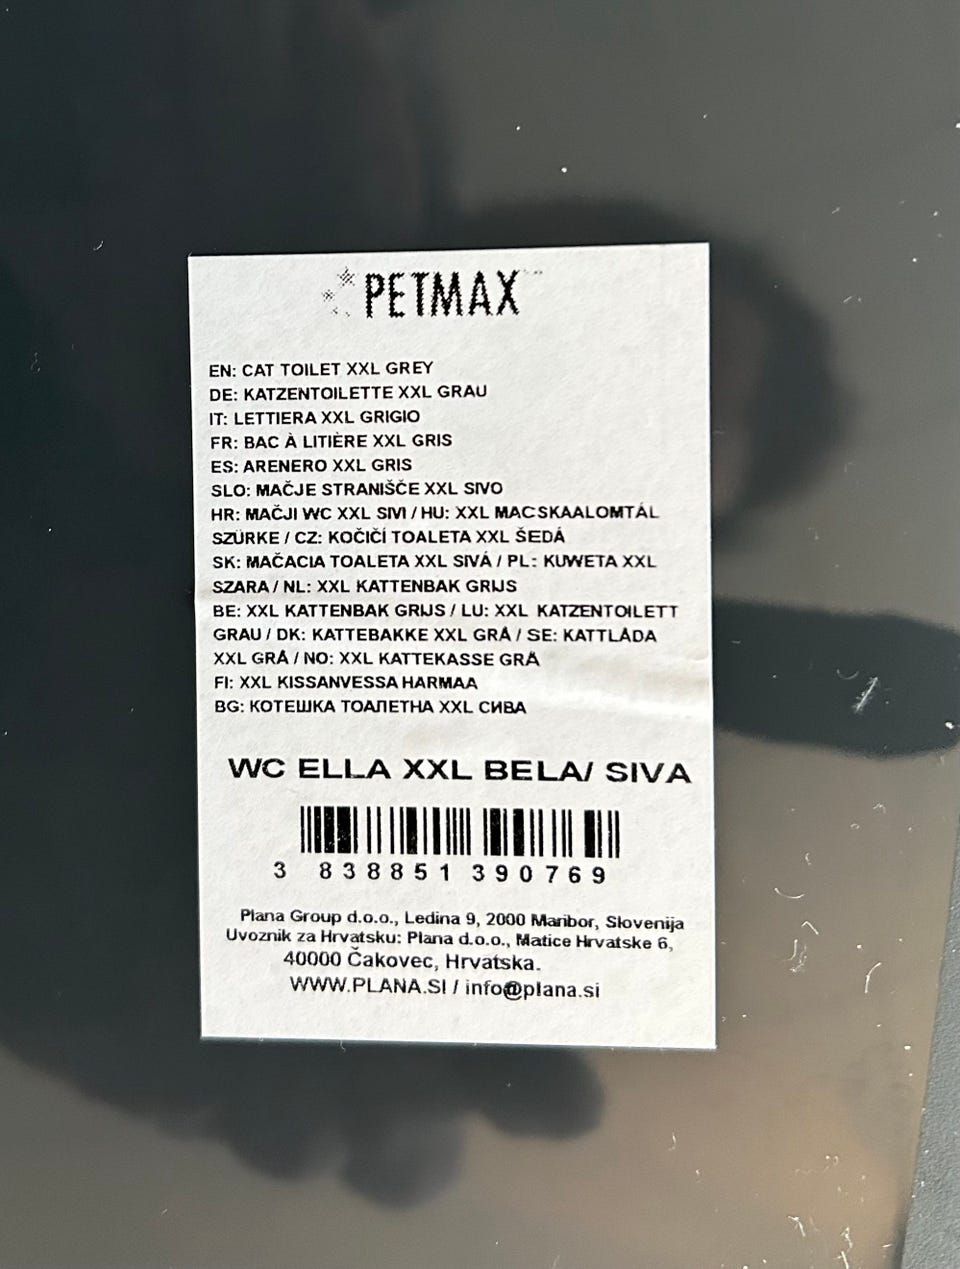 PETMAX
EN: CAT TOILET XXL GREY
DE: KATZENTOILETTE XXL GRAU
IT: LETTIERA XXL GRIGIO
FR: BAC À LITIÈRE XXL GRIS
ES: ARENERO XXL GRIS
SLO: MAČJE STRANIŠČE XXL SIVO
HR: MAČJI WC XXL SIVI / HU: XXL MACSKAALOMTÁL
SZÜRKE / CZ: KOČIČÍ TOALETA XXL ŠEDÁ
SK: MAČACIA TOALETA XXL SIVÁ / PL: KUWETA XXL
SZARA / NL: XXL KATTENBAK GRIJS
BE: XXL KATTENBAK GRIJS / LU: XXL KATZENTOILETT
GRAU / DK: KATTEBAKKE XXL GRÅ / SE: KATTLÅDA
XXL GRÅ / NO: XXL KATTEKASSE GRÅ
FI: XXL KISSANVESSA HARMAA
BG: КОТЕШКА ТОАЛЕТНА XXL СИВА
WC ELLA XXL BELA/ SIVA
3 838851 390769
Plana Group d.o.o., Ledina 9, 2000 Maribor, Slovenija
Uvoznik za Hrvatsku: Plana d.o.o., Matice Hrvatske 6,
40000 Čakovec, Hrvatska.
WWW.PLANA.SI / info@plana.si